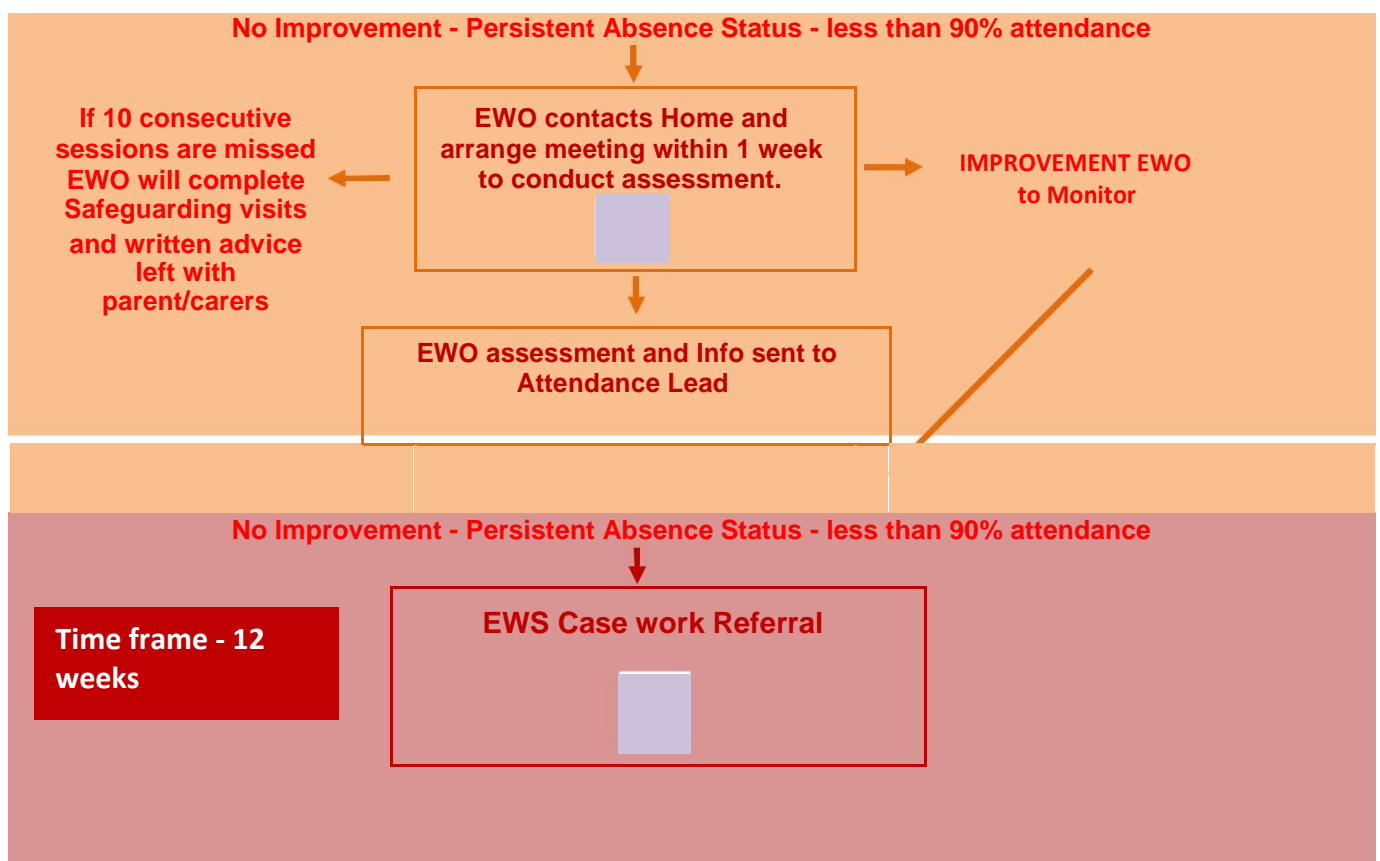 No Improvement - Persistent Absence Status - less than 90% attendance
If 10 consecutive
sessions are missed
EWO will complete
Safeguarding visits
and written advice
left with
parent/carers
EWO contacts Home and
arrange meeting within 1 week
to conduct assessment.
IMPROVEMENT EWO
to Monitor
EWO assessment and Info sent to
Attendance Lead
No Improvement - Persistent Absence Status - less than 90% attendance
Time frame - 12
weeks
EWS Case work Referral